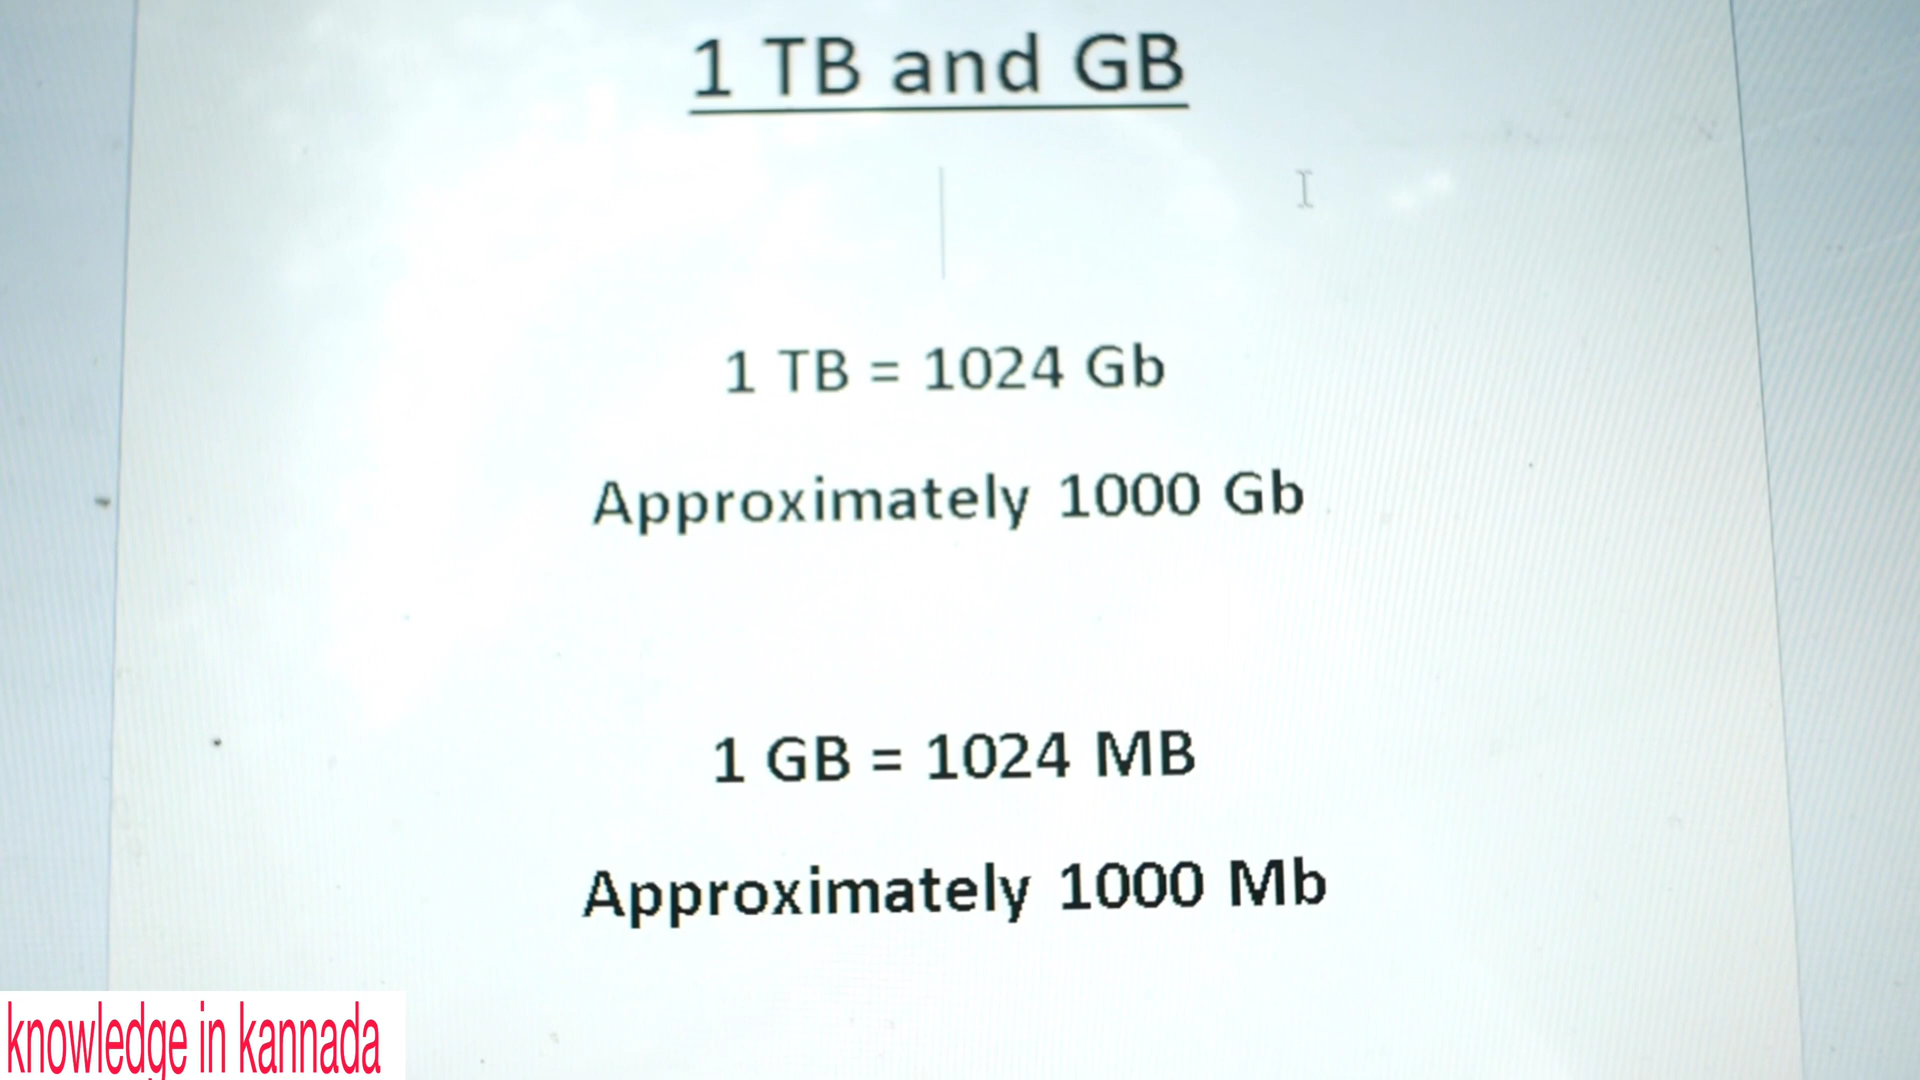 1 TB and GB
1 TB = 1024 Gb
Approximately 1000 Gb
1 GB = 1024 MB
Approximately 1000 Mb
knowledge in kannada